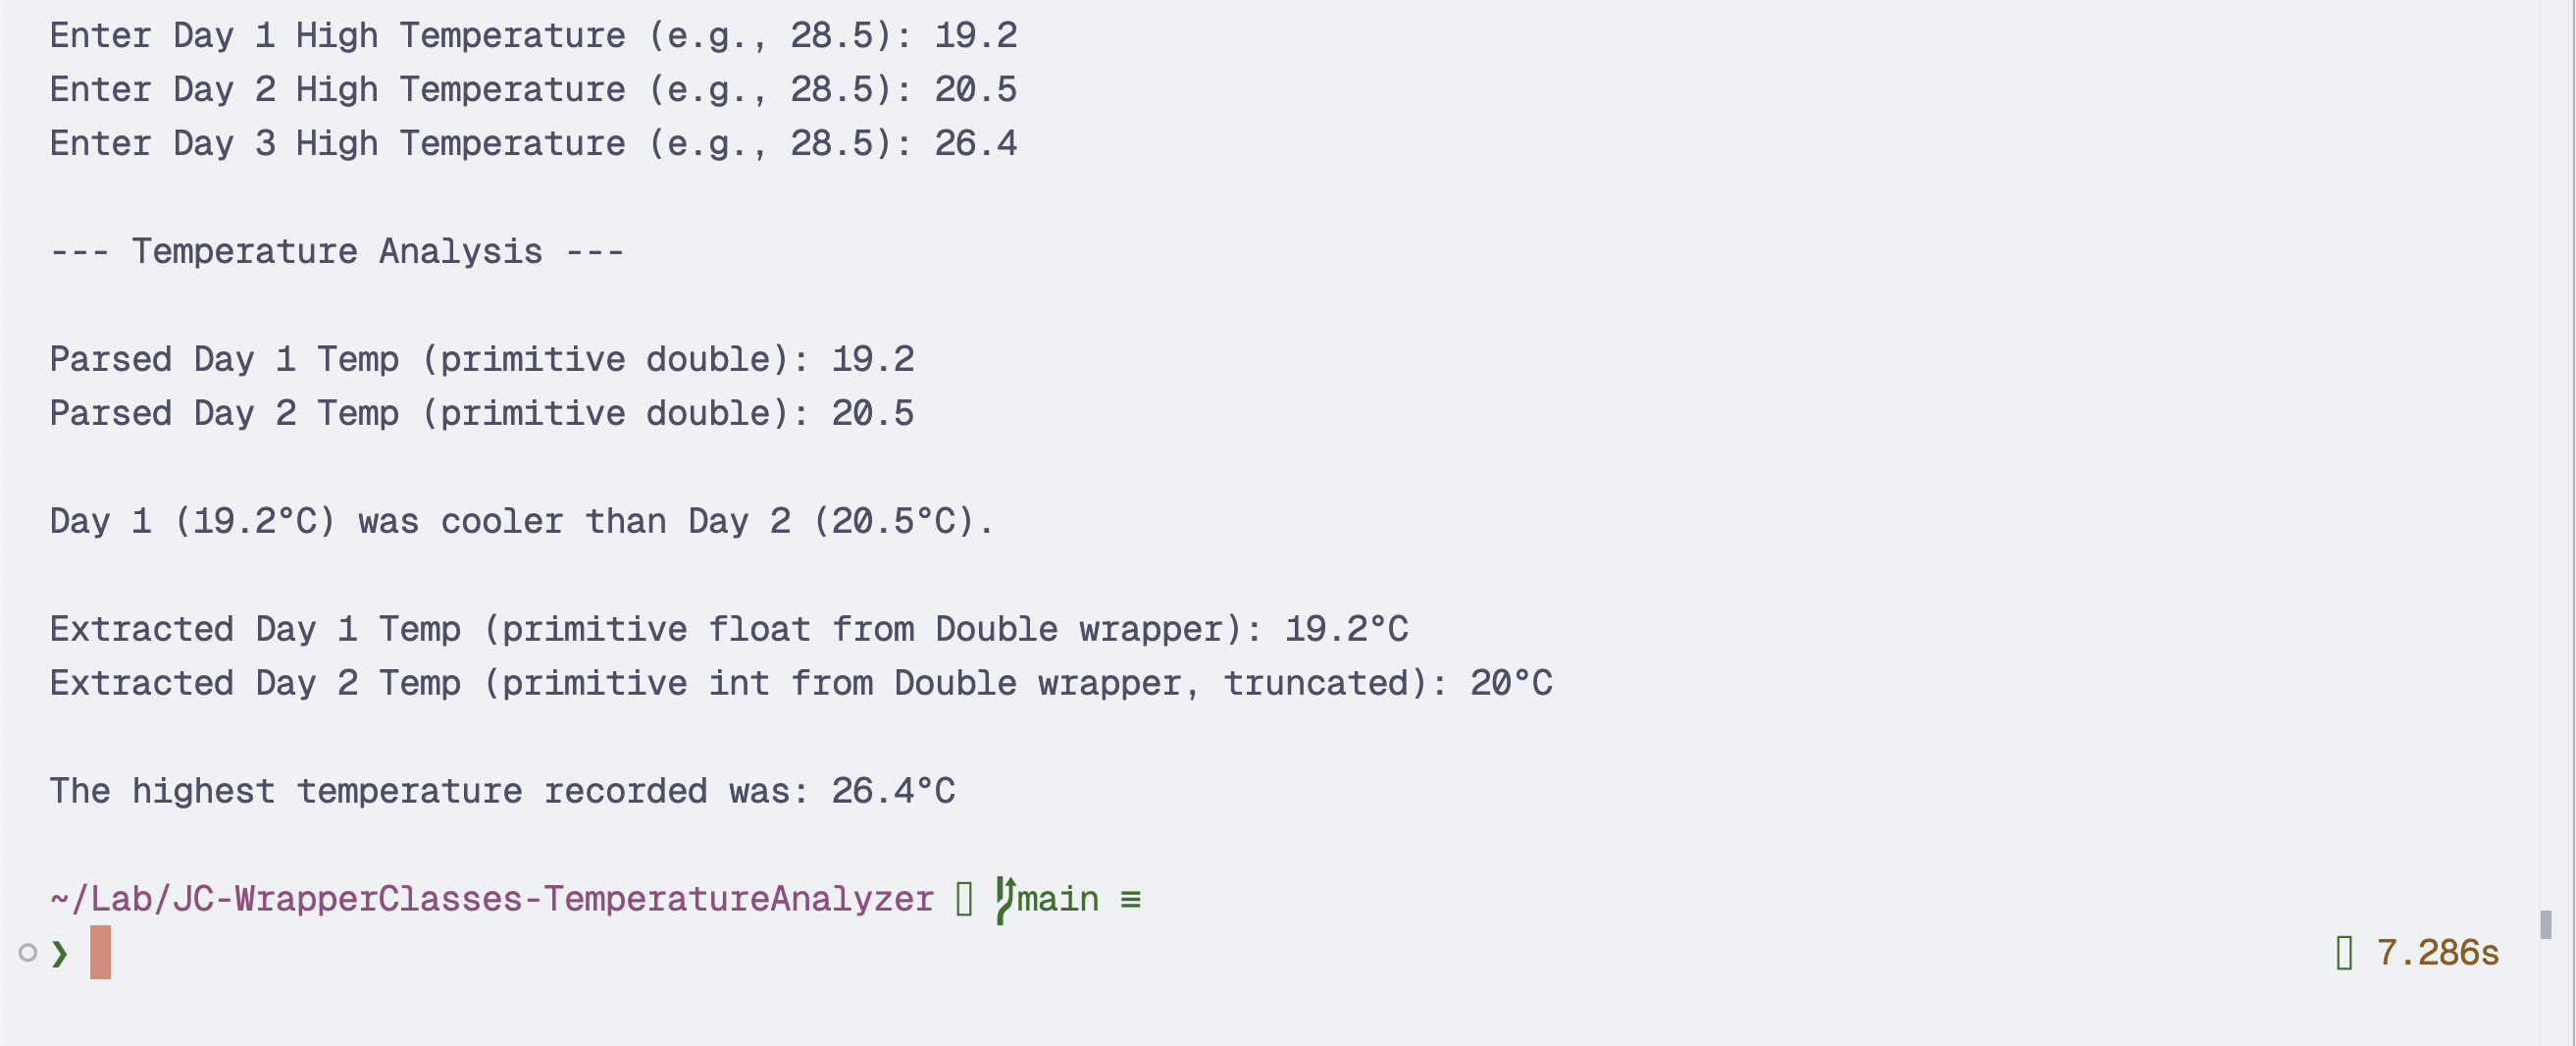 Enter Day 1 High Temperature (e.g., 28.5): 19.2
Enter Day 2 High Temperature (e.g., 28.5): 20.5
Enter Day 3 High Temperature (e.g., 28.5): 26.4
--- Temperature Analysis ---
Parsed Day 1 Temp (primitive double): 19.2
Parsed Day 2 Temp (primitive double): 20.5
Day 1 (19.2°C) was cooler than Day 2 (20.5°C).
Extracted Day 1 Temp (primitive float from Double wrapper): 19.2°C
Extracted Day 2 Temp (primitive int from Double wrapper, truncated): 20°C
The highest temperature recorded was: 26.4°C
~/Lab/JC-WrapperClasses-TemperatureAnalyzer ▯ main ≡
❯ ▯ 7.286s